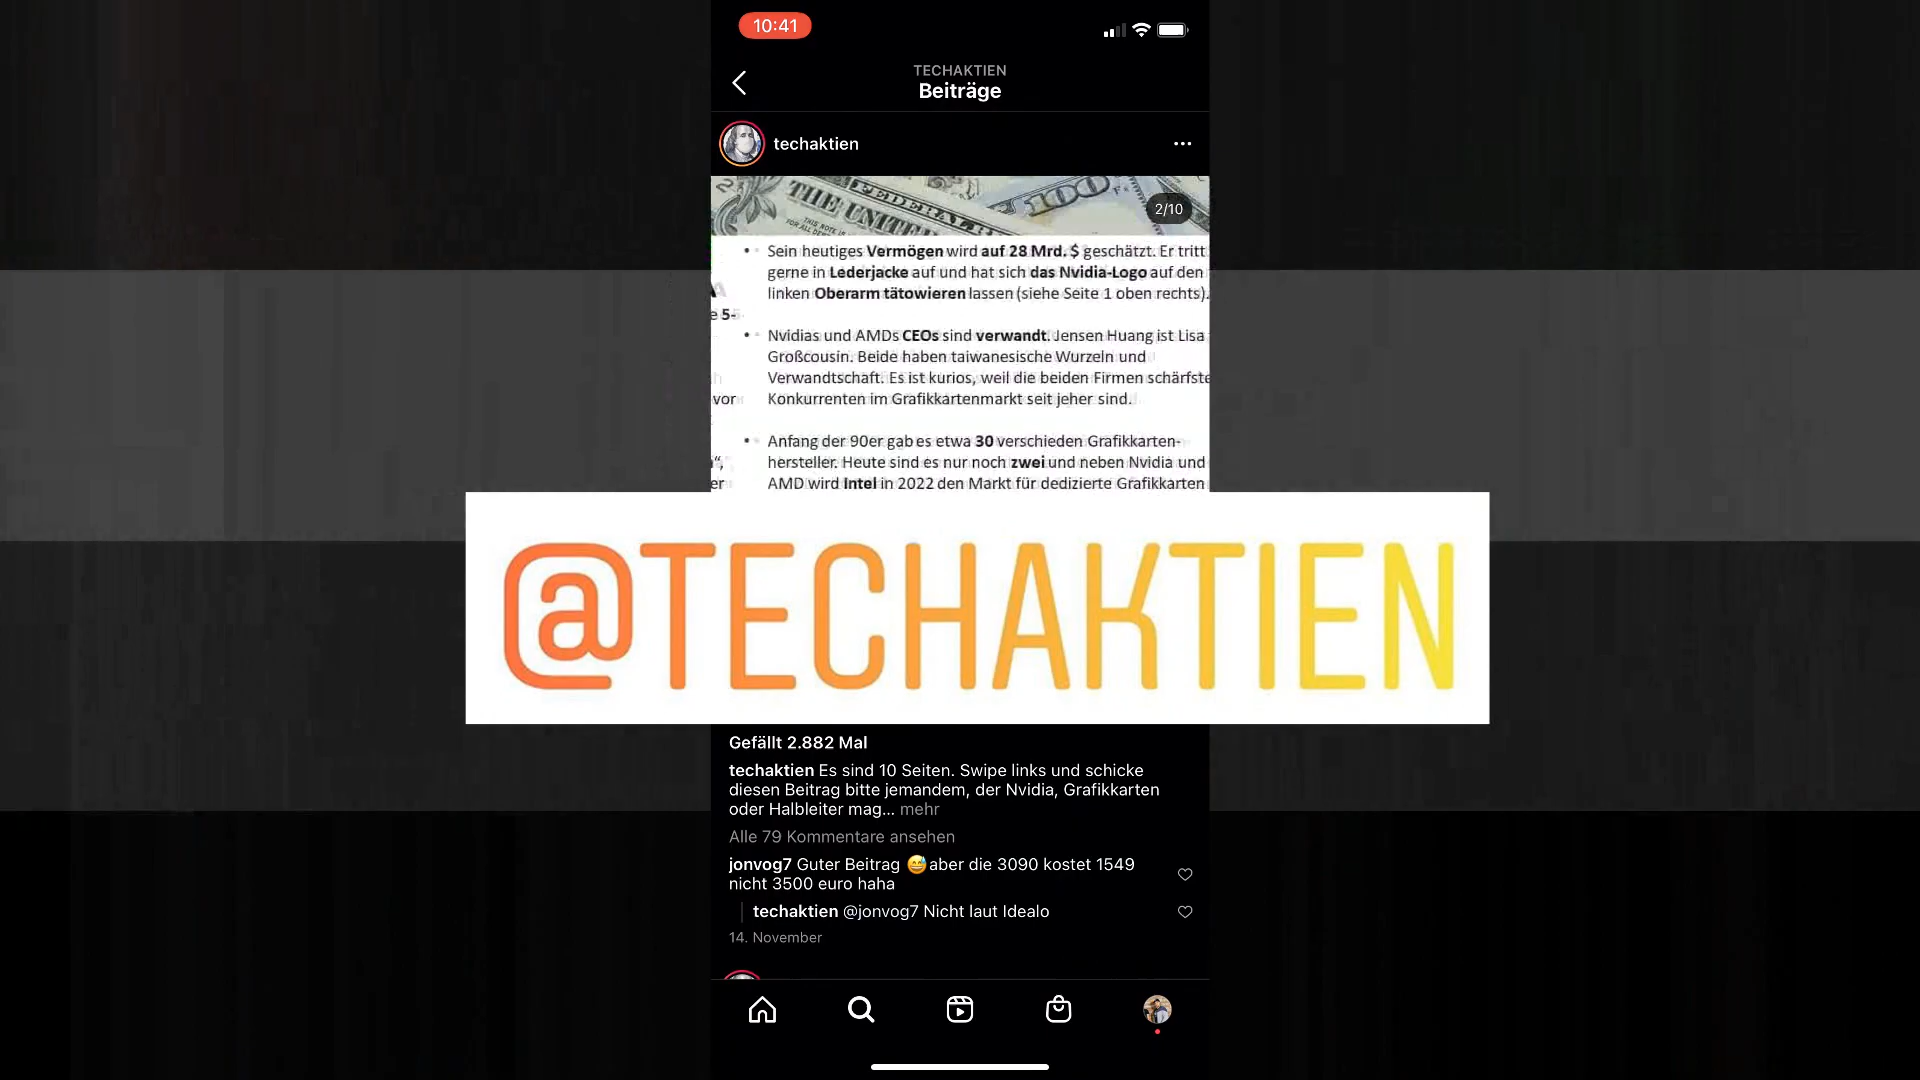 10:41
TECHAKTIEN
Beiträge
techaktien
THE UNITED
FEDERAL
100
2/10
• Sein heutiges Vermögen wird auf 28 Mrd. $ geschätzt. Er tritt
gerne in Lederjacke auf und hat sich das Nvidia-Logo auf den
linken Oberarm tätowieren lassen (siehe Seite 1 oben rechts).
e 5-
• Nvidias und AMDs CEOs sind verwandt. Jensen Huang ist Lisa
Großcousin. Beide haben taiwanesische Wurzeln und
Verwandtschaft. Es ist kurios, weil die beiden Firmen schärfste
vor
Konkurrenten im Grafikkartenmarkt seit jeher sind.
• Anfang der 90er gab es etwa 30 verschieden Grafikkarten-
hersteller. Heute sind es nur noch zwei und neben Nvidia und
er
AMD wird Intel in 2022 den Markt für dedizierte Grafikkarten
@TECHAKTIEN
Gefällt 2.882 Mal
techaktien Es sind 10 Seiten. Swipe links und schicke
diesen Beitrag bitte jemandem, der Nvidia, Grafikkarten
oder Halbleiter mag... mehr
Alle 79 Kommentare ansehen
jonvog7 Guter Beitrag 😅aber die 3090 kostet 1549
nicht 3500 euro haha
techaktien @jonvog7 Nicht laut Idealo
14. November